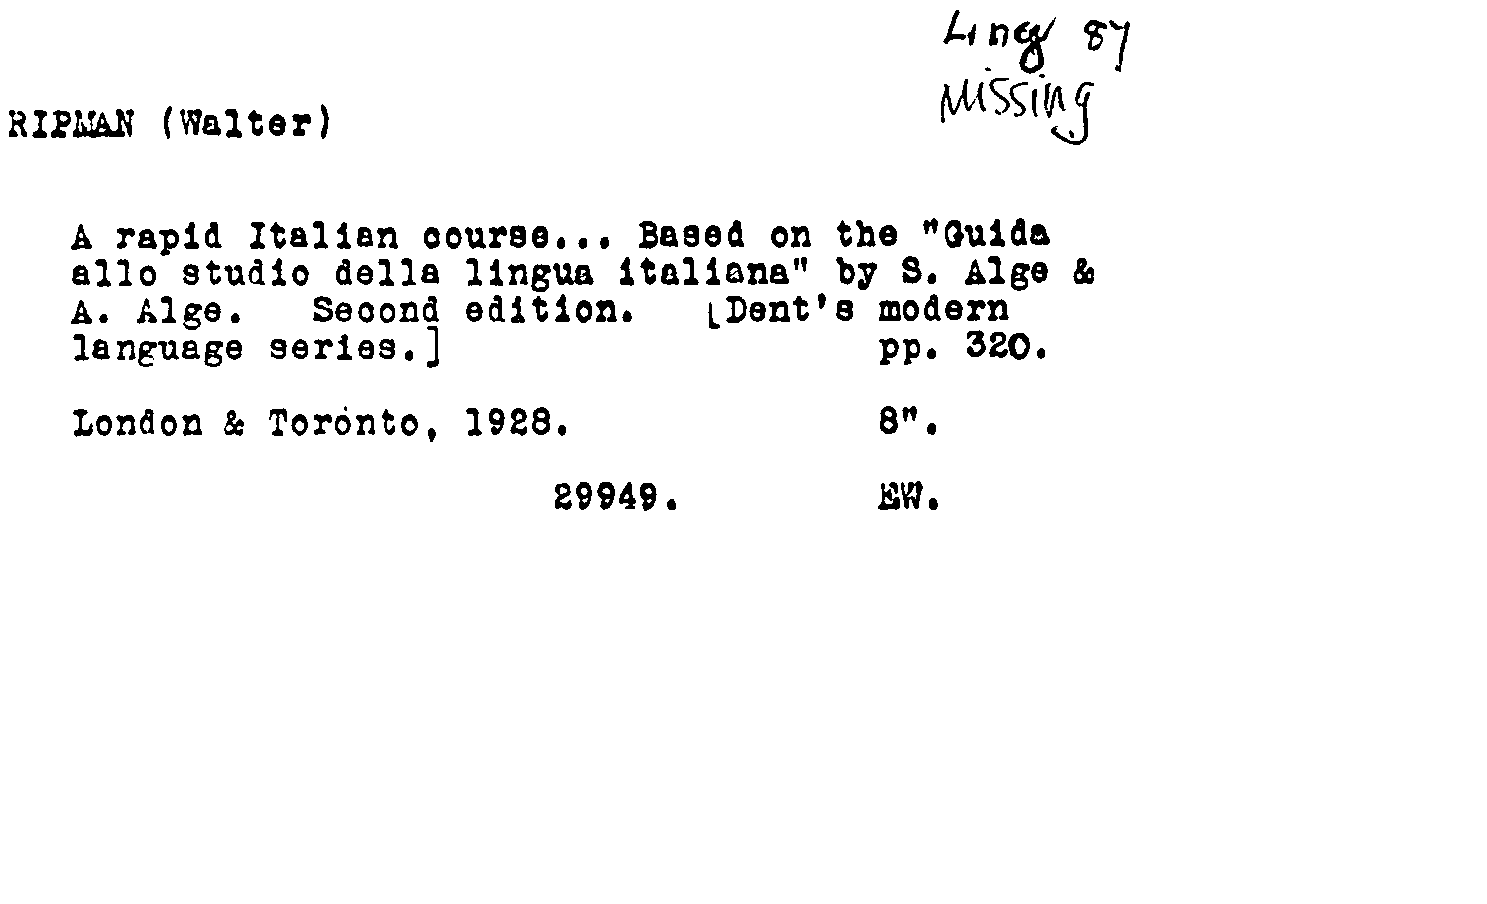 Ling 87
Missing
RIPMAN (Walter)
A rapid Italian course... Based on the "Guida
allo studio della lingua italiana" by S. Alge &
A. Alge. Second edition. [Dent's modern
language series.] pp. 320.
London & Toronto, 1928. 8".
29949. EW.